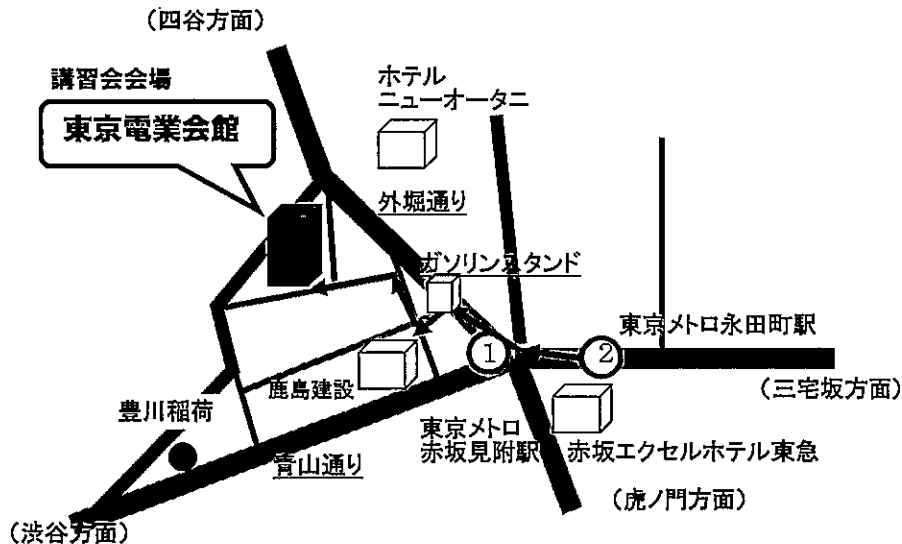 （四谷方面）
講習会会場
東京電業会館
ホテル
ニューオータニ
外堀通り
ガソリンスタンド
東京メトロ永田町駅
①
②
（三宅坂方面）
鹿島建設
豊川稲荷
東京メトロ
赤坂見附駅
赤坂エクセルホテル東急
青山通り
（虎ノ門方面）
（渋谷方面）